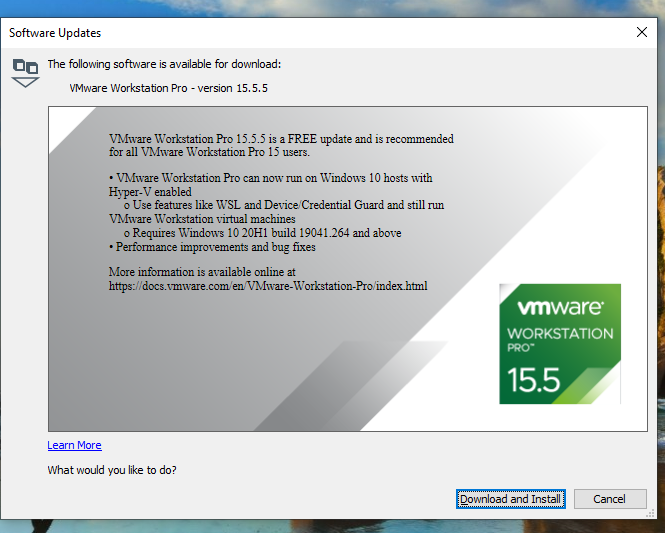 Software Updates
The following software is available for download:
VMware Workstation Pro - version 15.5.5
VMware Workstation Pro 15.5.5 is a FREE update and is recommended
for all VMware Workstation Pro 15 users.
• VMware Workstation Pro can now run on Windows 10 hosts with
Hyper-V enabled
o Use features like WSL and Device/Credential Guard and still run
VMware Workstation virtual machines
o Requires Windows 10 20H1 build 19041.264 and above
• Performance improvements and bug fixes
More information is available online at
https://docs.vmware.com/en/VMware-Workstation-Pro/index.html
vmware®
WORKSTATION
PRO™
15.5
Learn More
What would you like to do?
Download and Install
Cancel